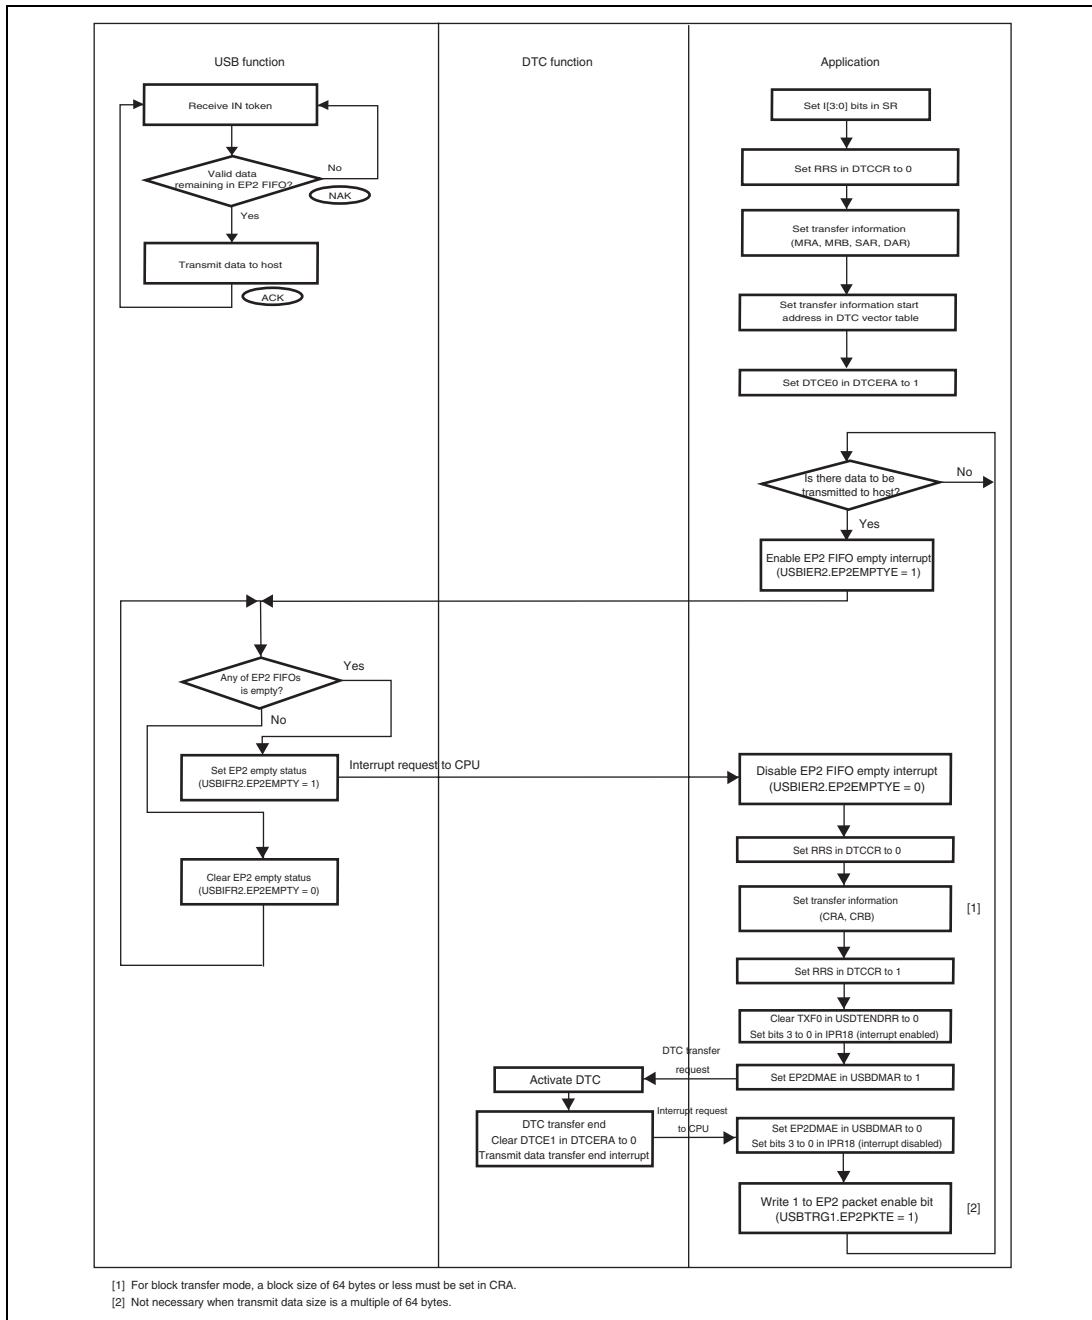 USB function
DTC function
Application
Receive IN token
Valid data
remaining in EP2 FIFO?
No
NAK
Yes
Transmit data to host
ACK
Set I[3:0] bits in SR
Set RRS in DTCCR to 0
Set transfer information
(MRA, MRB, SAR, DAR)
Set transfer information start
address in DTC vector table
Set DTCE0 in DTCERA to 1
Is there data to be
transmitted to host?
No
Yes
Enable EP2 FIFO empty interrupt
(USBIER2.EP2EMPTYE = 1)
Any of EP2 FIFOs
is empty?
Yes
No
Set EP2 empty status
(USBIFR2.EP2EMPTY = 1)
Interrupt request to CPU
Clear EP2 empty status
(USBIFR2.EP2EMPTY = 0)
Disable EP2 FIFO empty interrupt
(USBIER2.EP2EMPTYE = 0)
Set RRS in DTCCR to 0
Set transfer information
(CRA, CRB)
[1]
Set RRS in DTCCR to 1
Clear TXF0 in USDTENDRR to 0
Set bits 3 to 0 in IPR18 (interrupt enabled)
DTC transfer
request
Set EP2DMAE in USBDMAR to 1
Activate DTC
DTC transfer end
Clear DTCE1 in DTCERA to 0
Transmit data transfer end interrupt
Interrupt request
to CPU
Set EP2DMAE in USBDMAR to 0
Set bits 3 to 0 in IPR18 (interrupt disabled)
Write 1 to EP2 packet enable bit
(USBTRG1.EP2PKTE = 1)
[2]
[1] For block transfer mode, a block size of 64 bytes or less must be set in CRA.
[2] Not necessary when transmit data size is a multiple of 64 bytes.